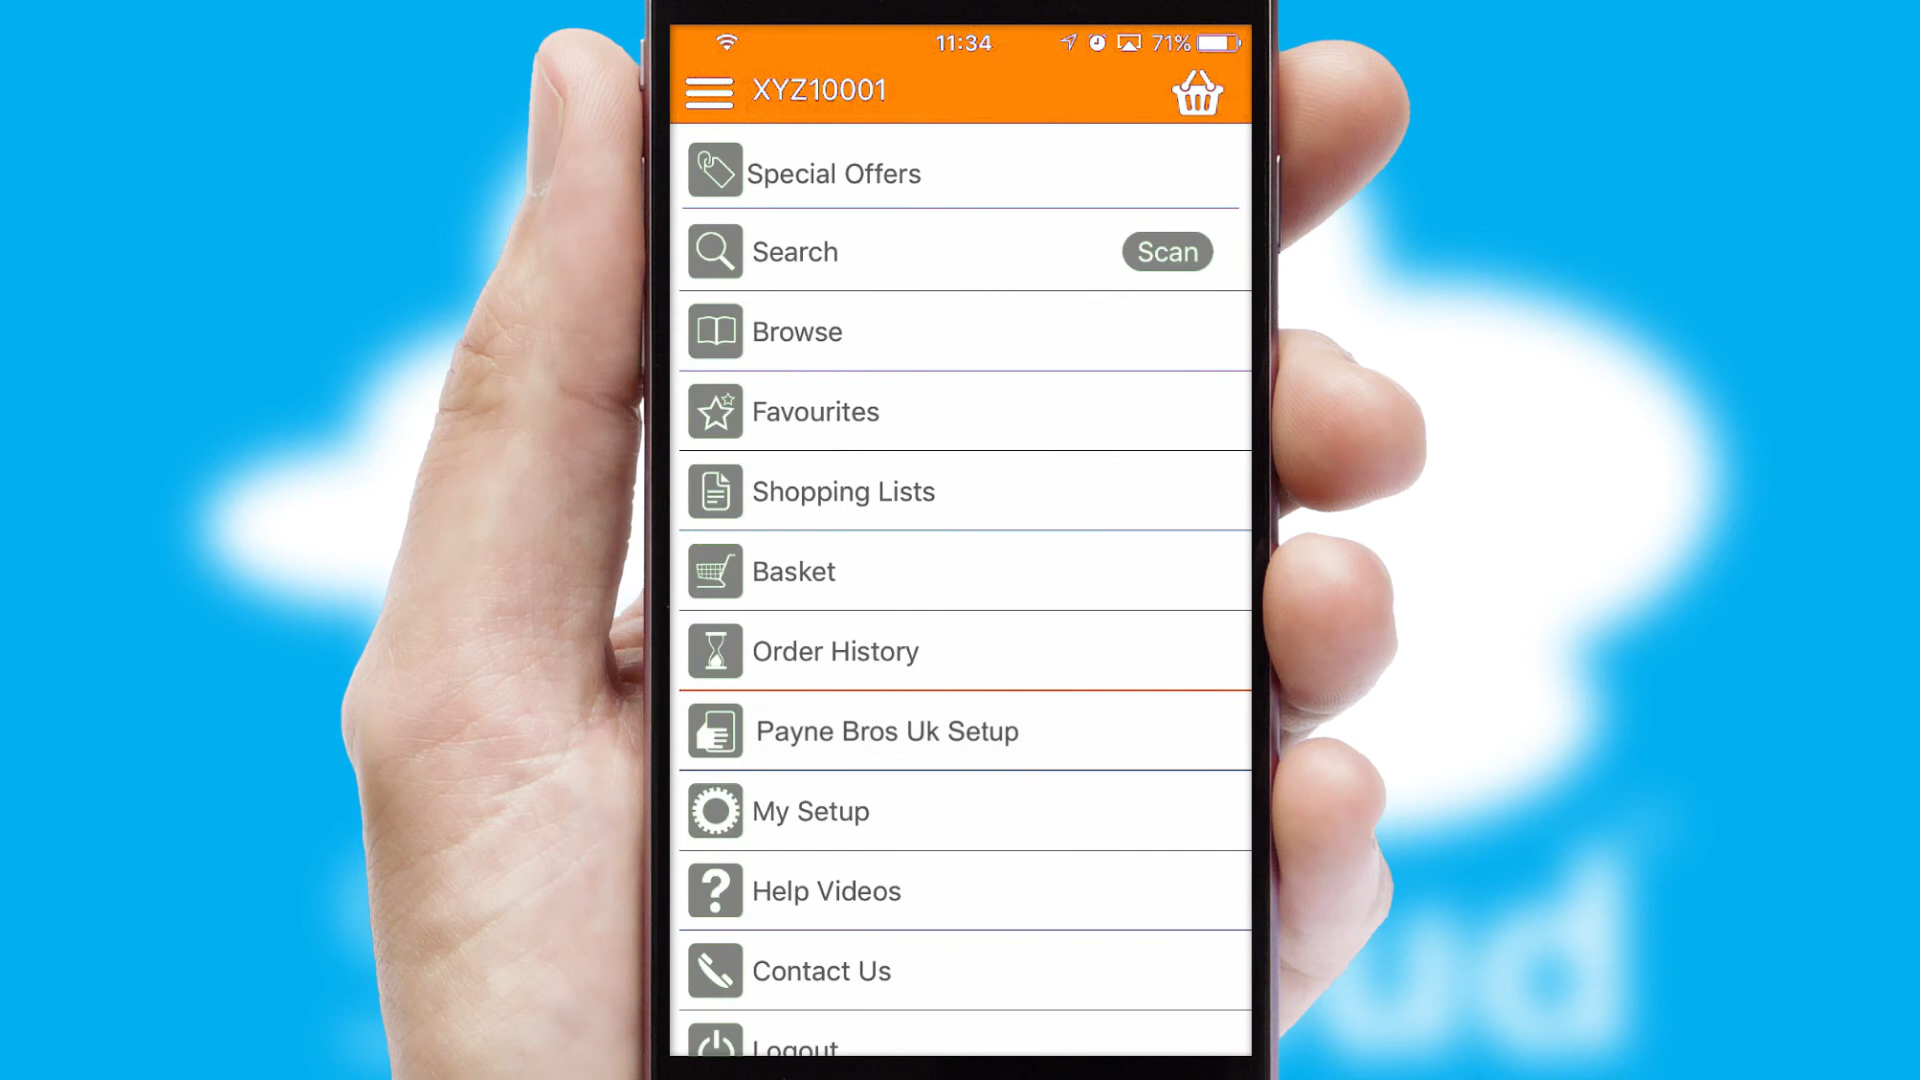 11:34 71%
XYZ10001
Special Offers
Search Scan
Browse
Favourites
Shopping Lists
Basket
Order History
Payne Bros Uk Setup
My Setup
Help Videos
Contact Us
Logout
ud